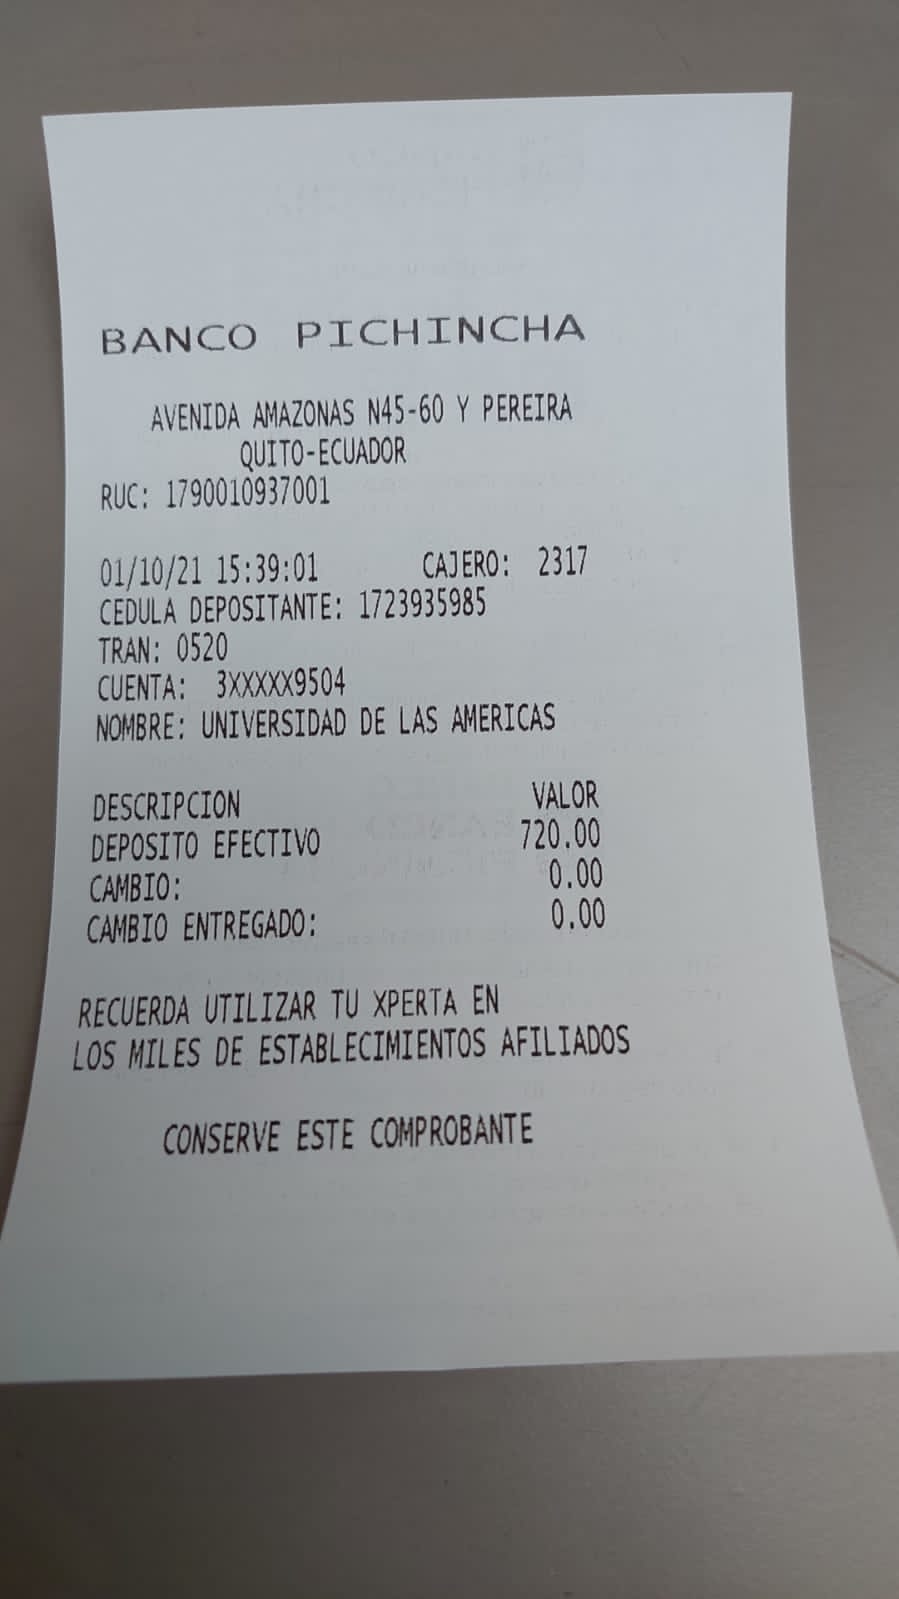 BANCO PICHINCHA
AVENIDA AMAZONAS N45-60 Y PEREIRA
QUITO-ECUADOR
RUC: 1790010937001
01/10/21 15:39:01 CAJERO: 2317
CEDULA DEPOSITANTE: 1723935985
TRAN: 0520
CUENTA: 3XXXXX9504
NOMBRE: UNIVERSIDAD DE LAS AMERICAS
DESCRIPCION VALOR
DEPOSITO EFECTIVO 720.00
CAMBIO: 0.00
CAMBIO ENTREGADO: 0.00
RECUERDA UTILIZAR TU XPERTA EN
LOS MILES DE ESTABLECIMIENTOS AFILIADOS
CONSERVE ESTE COMPROBANTE